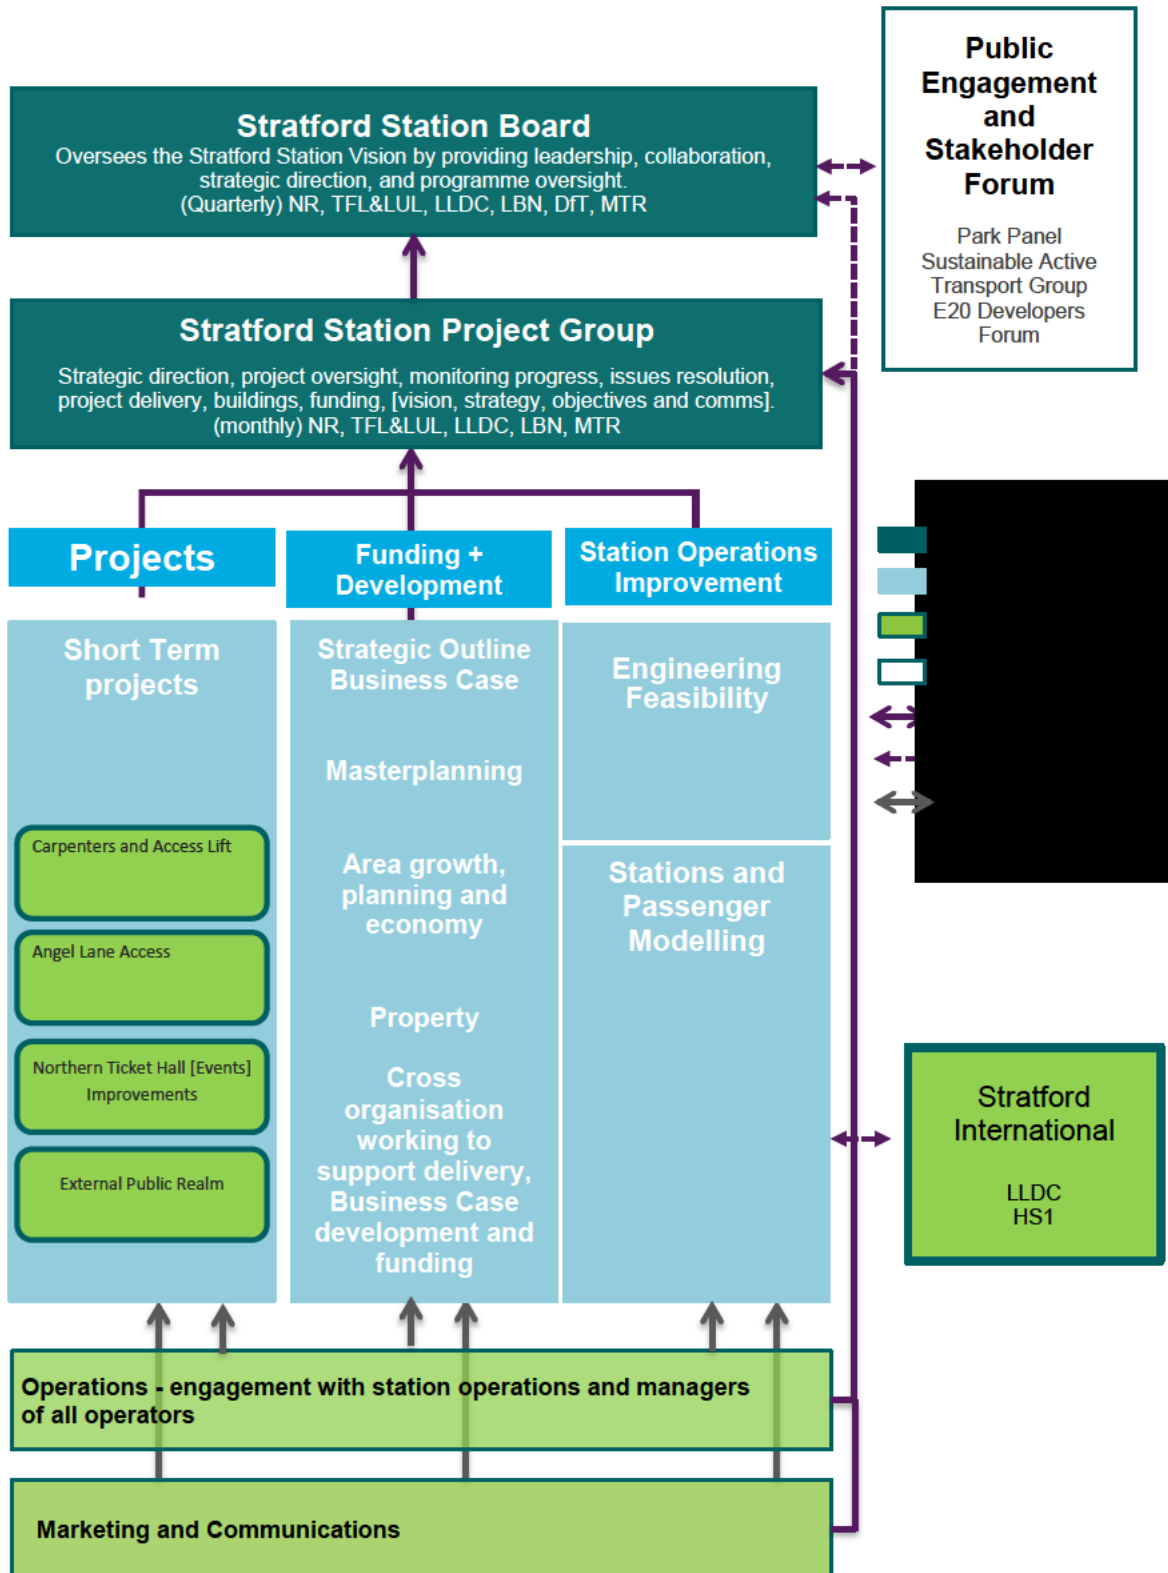 Public
Engagement
and
Stakeholder
Forum
Park Panel
Sustainable Active
Transport Group
E20 Developers
Forum
Stratford Station Board
Oversees the Stratford Station Vision by providing leadership, collaboration,
strategic direction, and programme oversight.
(Quarterly) NR, TFL&LUL, LLDC, LBN, DfT, MTR
Stratford Station Project Group
Strategic direction, project oversight, monitoring progress, issues resolution,
project delivery, buildings, funding, [vision, strategy, objectives and comms].
(monthly) NR, TFL&LUL, LLDC, LBN, MTR
Projects
Funding +
Development
Station Operations
Improvement
Short Term
projects
Carpenters and Access Lift
Angel Lane Access
Northern Ticket Hall [Events]
Improvements
External Public Realm
Strategic Outline
Business Case
Masterplanning
Area growth,
planning and
economy
Property
Cross
organisation
working to
support delivery,
Business Case
development and
funding
Engineering
Feasibility
Stations and
Passenger
Modelling
Stratford
International
LLDC
HS1
Operations - engagement with station operations and managers
of all operators
Marketing and Communications